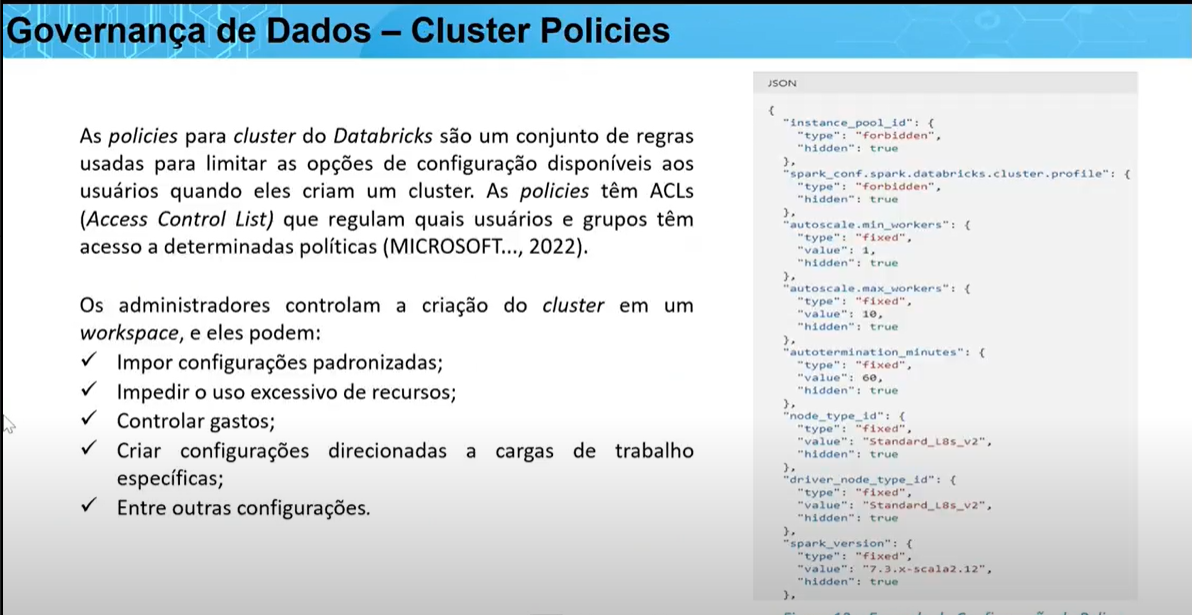 Governança de Dados – Cluster Policies
As policies para cluster do Databricks são um conjunto de regras
usadas para limitar as opções de configuração disponíveis aos
usuários quando eles criam um cluster. As policies têm ACLs
(Access Control List) que regulam quais usuários e grupos têm
acesso a determinadas políticas (MICROSOFT..., 2022).
Os administradores controlam a criação do cluster em um
workspace, e eles podem:
✓ Impor configurações padronizadas;
✓ Impedir o uso excessivo de recursos;
✓ Controlar gastos;
✓ Criar configurações direcionadas a cargas de trabalho
específicas;
✓ Entre outras configurações.
JSON
{
"instance_pool_id": {
"type": "forbidden",
"hidden": true
},
"spark_conf.spark.databricks.cluster.profile": {
"type": "forbidden",
"hidden": true
},
"autoscale.min_workers": {
"type": "fixed",
"value": 1,
"hidden": true
},
"autoscale.max_workers": {
"type": "fixed",
"value": 10,
"hidden": true
},
"autotermination_minutes": {
"type": "fixed",
"value": 60,
"hidden": true
},
"node_type_id": {
"type": "fixed",
"value": "Standard_L8s_v2",
"hidden": true
},
"driver_node_type_id": {
"type": "fixed",
"value": "Standard_L8s_v2",
"hidden": true
},
"spark_version": {
"type": "fixed",
"value": "7.3.x-scala2.12",
"hidden": true
},